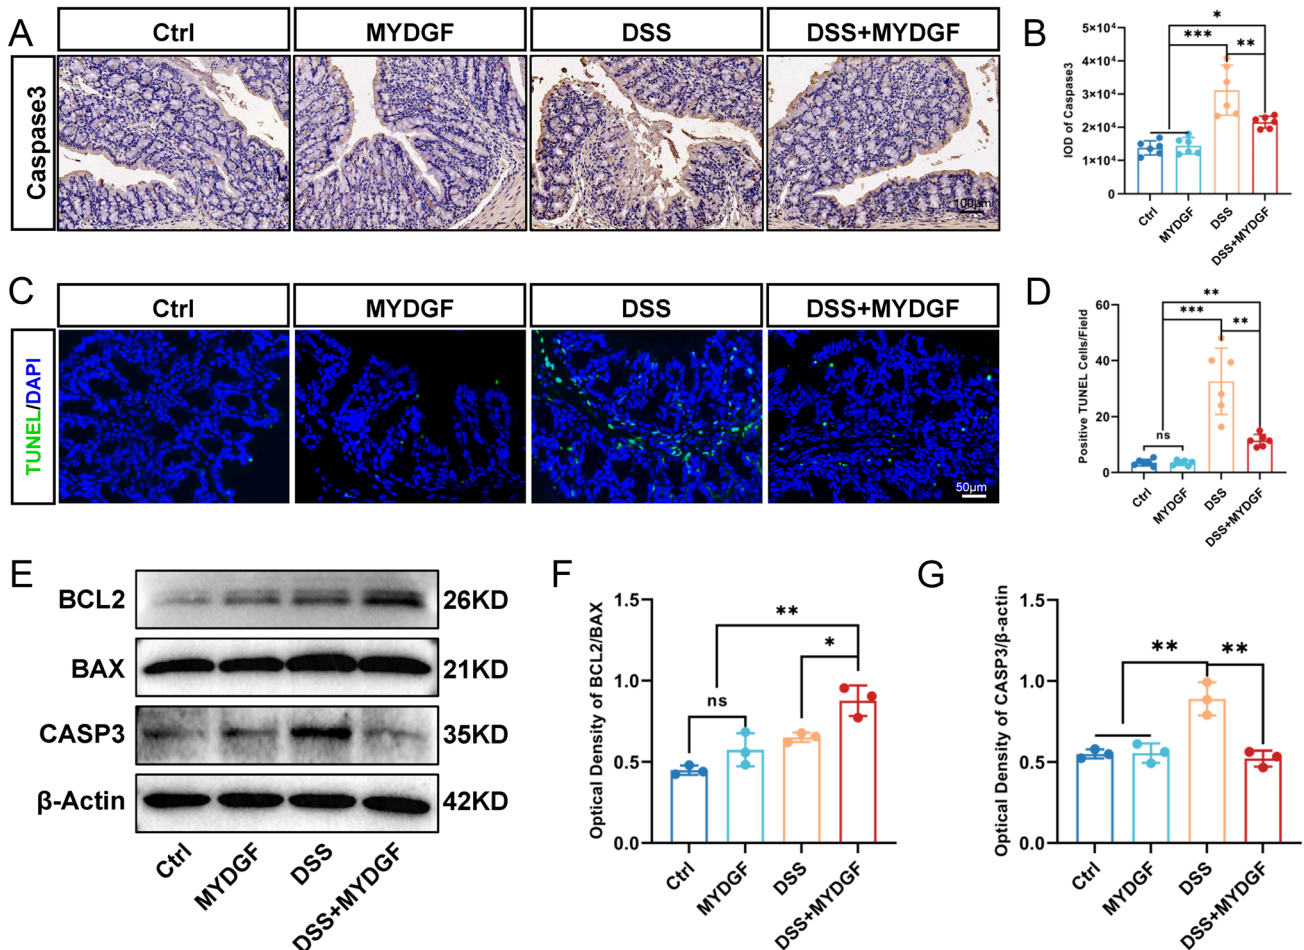 A
Ctrl
MYDGF
DSS
DSS+MYDGF
Caspase3
100μm
B
IOD of Caspase3
5×10⁴
4×10⁴
3×10⁴
2×10⁴
1×10⁴
0
*
***
**
Ctrl
MYDGF
DSS
DSS+MYDGF
C
Ctrl
MYDGF
DSS
DSS+MYDGF
TUNEL/DAPI
50μm
D
Positive TUNEL Cells/Field
60
40
20
0
**
***
**
ns
Ctrl
MYDGF
DSS
DSS+MYDGF
E
BCL2
26KD
BAX
21KD
CASP3
35KD
β-Actin
42KD
Ctrl
MYDGF
DSS
DSS+MYDGF
F
Optical Density of BCL2/BAX
1.5
1.0
0.5
0.0
**
*
ns
Ctrl
MYDGF
DSS
DSS+MYDGF
G
Optical Density of CASP3/β-actin
1.5
1.0
0.5
0.0
**
**
Ctrl
MYDGF
DSS
DSS+MYDGF